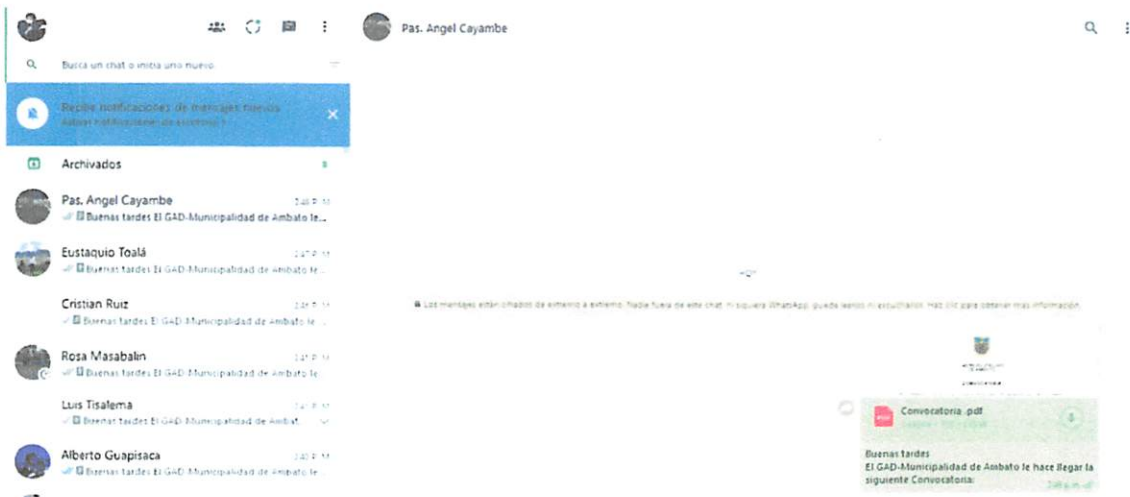 Pas. Angel Cayambe
Busca un chat o inicia uno nuevo
Recibe notificaciones de mensajes nuevos
Activar notificaciones de escritorio
Archivados
Pas. Angel Cayambe
Buenas tardes El GAD-Municipalidad de Ambato le...
Eustaquio Toalá
Buenas tardes El GAD-Municipalidad de Ambato le...
Cristian Ruiz
Buenas tardes El GAD-Municipalidad de Ambato le...
Rosa Masabalin
Buenas tardes El GAD-Municipalidad de Ambato le...
Luis Tisalema
Buenas tardes El GAD-Municipalidad de Ambat...
Alberto Guapisaca
Buenas tardes El GAD-Municipalidad de Ambato le...
Los mensajes están cifrados de extremo a extremo. Nadie fuera de este chat, ni siquiera WhatsApp, puede leerlos ni escucharlos. Haz clic para obtener más información.
Convocatoria .pdf
Buenas tardes
El GAD-Municipalidad de Ambato le hace llegar la
siguiente Convocatoria: